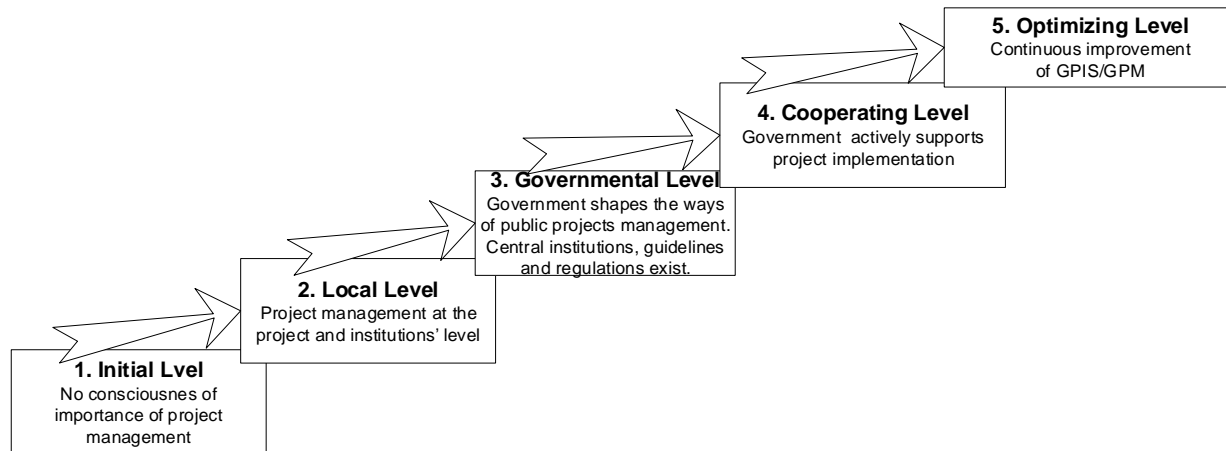 5. Optimizing Level
Continuous improvement
of GPIS/GPM
4. Cooperating Level
Government actively supports
project implementation
3. Governmental Level
Government shapes the ways
of public projects management.
Central institutions, guidelines
and regulations exist.
2. Local Level
Project management at the
project and institutions’ level
1. Initial Lvel
No consciousnes of
importance of project
management